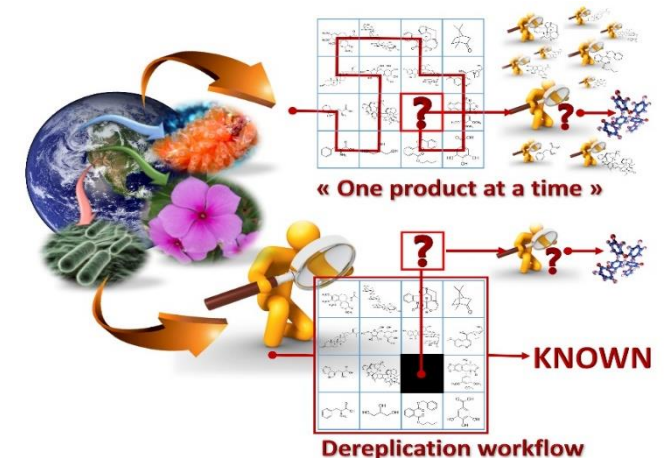 ?
?
« One product at a time »
?
?
KNOWN
Dereplication workflow